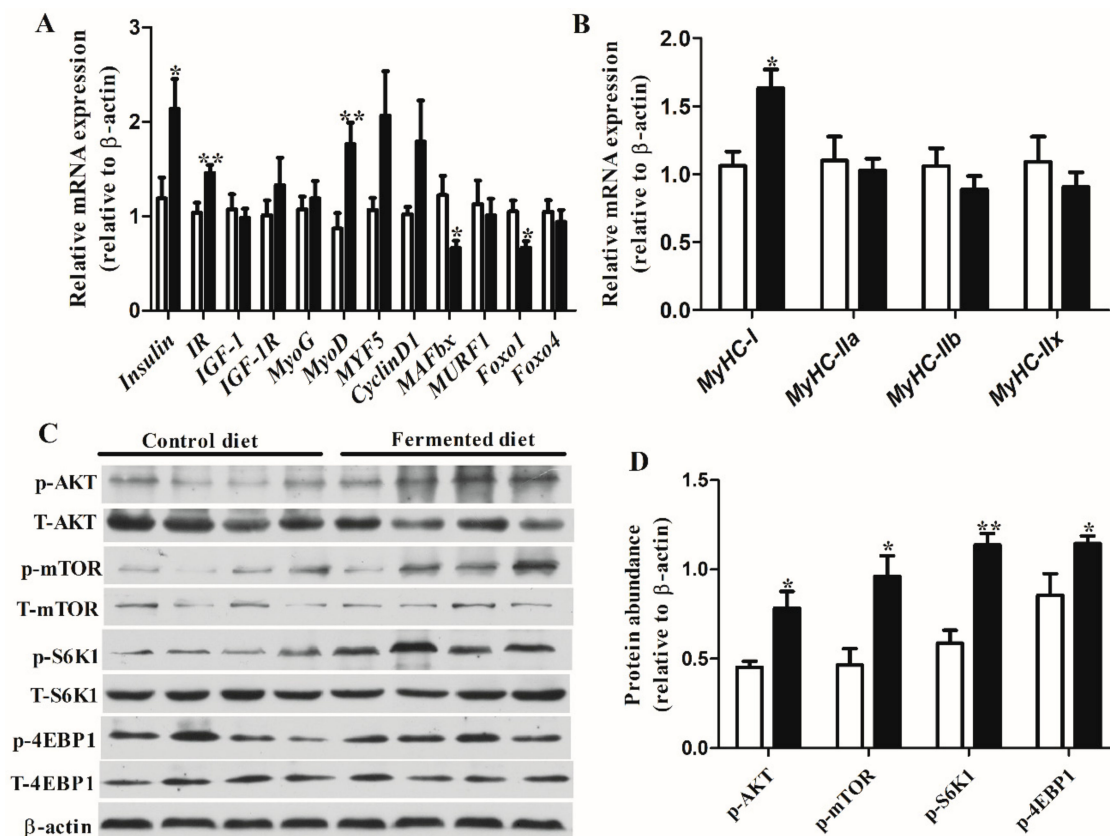 A
Relative mRNA expression
(relative to β-actin)
3
2
1
0
*
**
**
*
*
Insulin
IR
IGF-1
IGF-1R
MyoG
MyoD
MYF5
CyclinD1
MAFbx
MURF1
Foxo1
Foxo4
B
Relative mRNA expression
(relative to β-actin)
2.0
1.5
1.0
0.5
0.0
*
MyHC-I
MyHC-IIa
MyHC-IIb
MyHC-IIx
C
Control diet Fermented diet
p-AKT
T-AKT
p-mTOR
T-mTOR
p-S6K1
T-S6K1
p-4EBP1
T-4EBP1
β-actin
D
Protein abundance
(relative to β-actin)
1.5
1.0
0.5
0.0
*
*
**
*
p-AKT
p-mTOR
p-S6K1
p-4EBP1